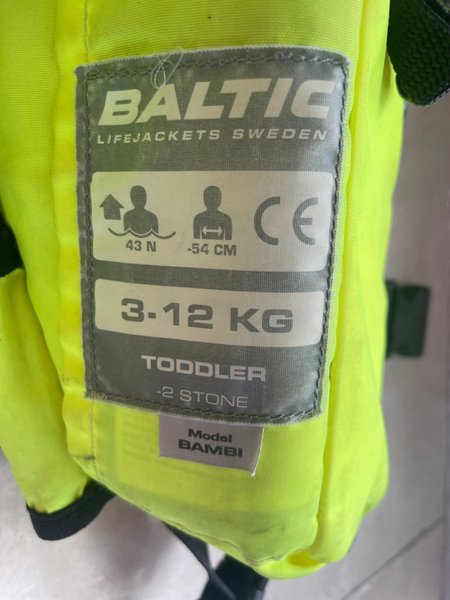 BALTIC
LIFEJACKETS SWEDEN
43 N
-54 CM
CE
3-12 KG
TODDLER
-2 STONE
Model
BAMBI